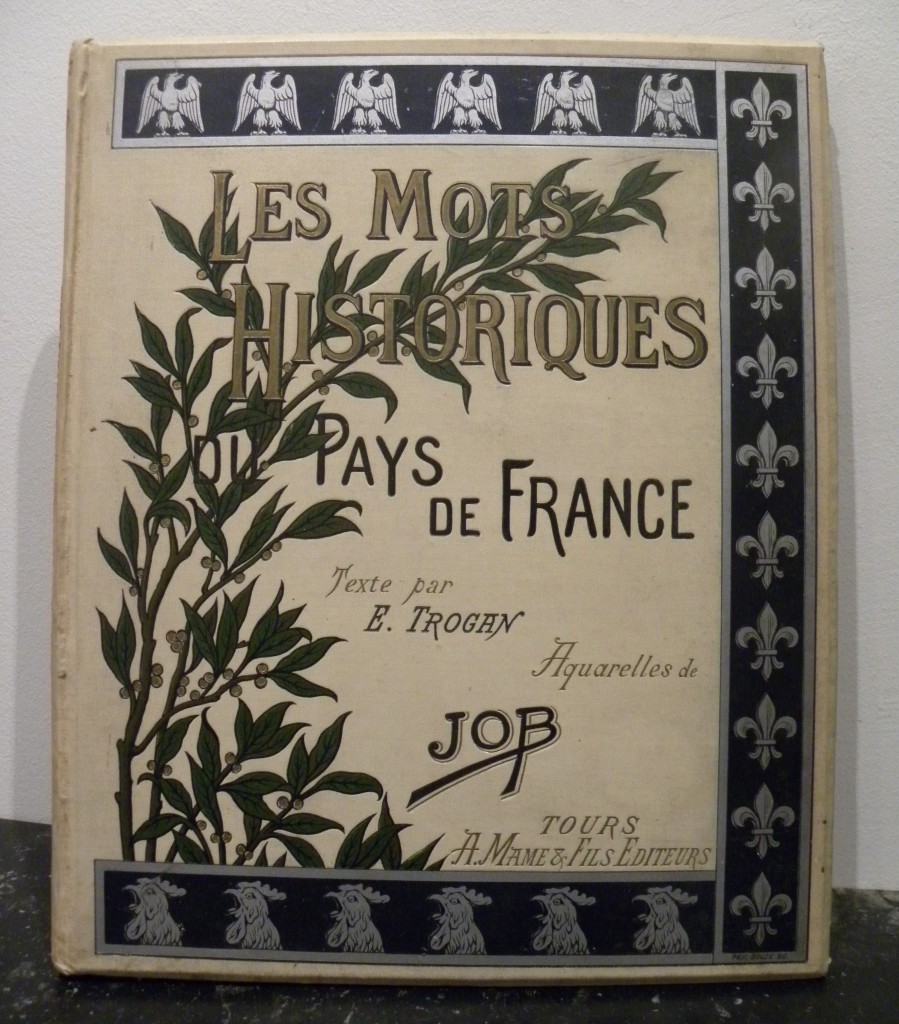 LES MOTS
HISTORIQUES
DU PAYS
DE FRANCE
Texte par
E. TROGAN
Aquarelles de
JOB
TOURS
A. MAME & FILS EDITEURS